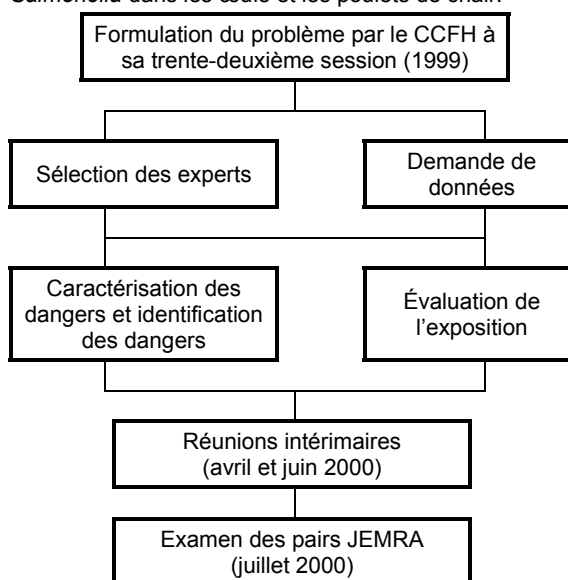 Salmonella dans les œufs et les poulets de chair.
Formulation du problème par le CCFH à
sa trente-deuxième session (1999)
Sélection des experts
Demande de
données
Caractérisation des
dangers et identification
des dangers
Évaluation de
l'exposition
Réunions intérimaires
(avril et juin 2000)
Examen des pairs JEMRA
(juillet 2000)